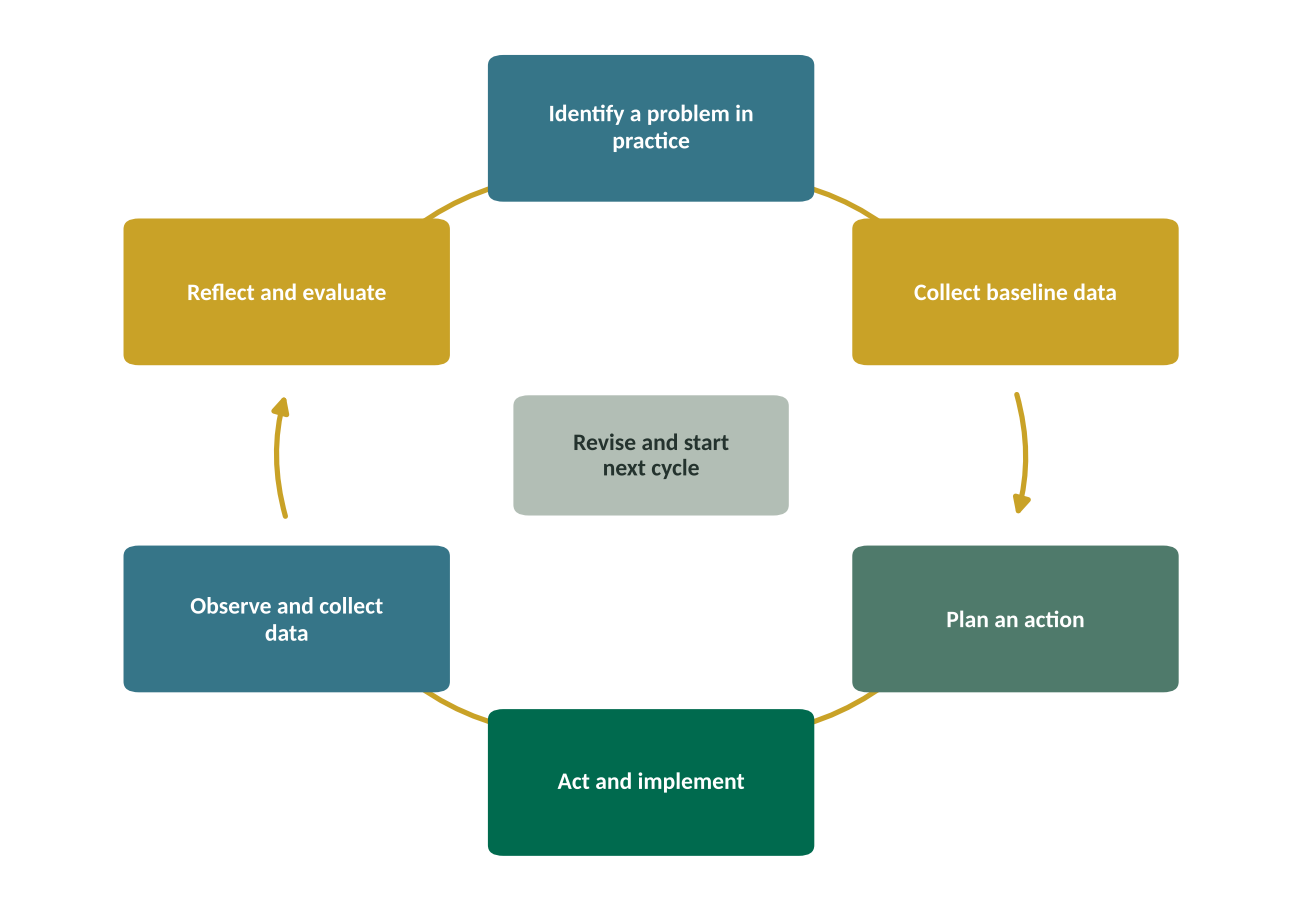 Identify a problem in
practice
Reflect and evaluate
Collect baseline data
Revise and start
next cycle
Observe and collect
data
Plan an action
Act and implement